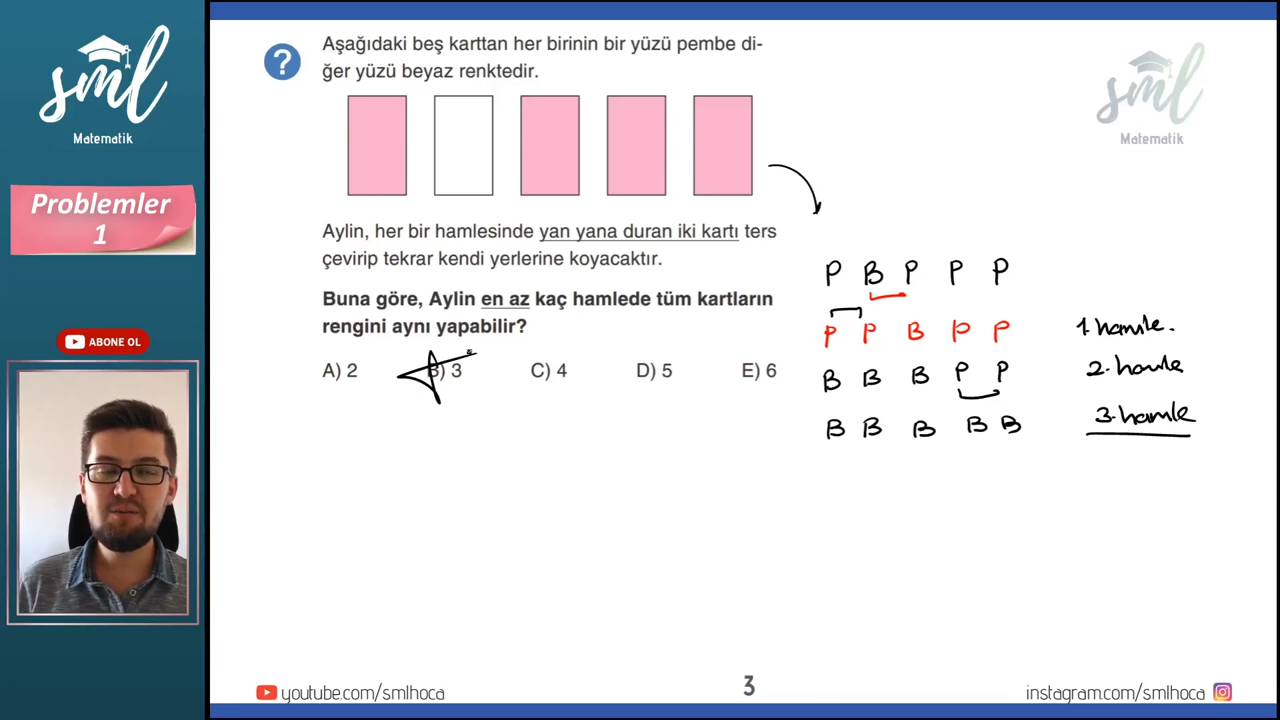 sml
Matematik
Problemler
1
ABONE OL
?
Aşağıdaki beş karttan her birinin bir yüzü pembe di-
ğer yüzü beyaz renktedir.
Aylin, her bir hamlesinde yan yana duran iki kartı ters
çevirip tekrar kendi yerlerine koyacaktır.
Buna göre, Aylin en az kaç hamlede tüm kartların
rengini aynı yapabilir?
A) 2 B) 3 C) 4 D) 5 E) 6
sml
Matematik
P B P P P
P P B P P 1. hamle.
B B B P P 2. hamle
B B B B B 3. hamle
youtube.com/smlhoca
3
instagram.com/smlhoca